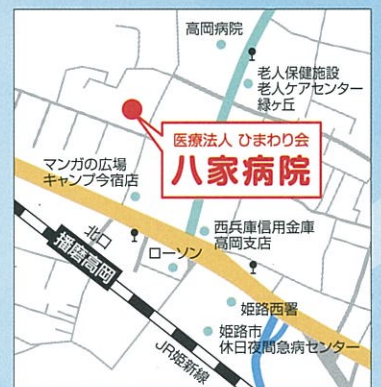 高岡病院
老人保健施設
老人ケアセンター
緑ヶ丘
医療法人 ひまわり会
八家病院
マンガの広場
キャンプ今宿店
西兵庫信用金庫
高岡支店
北口
ローソン
播磨高岡
姫路西署
姫路市
休日夜間急病センター
JR姫新線